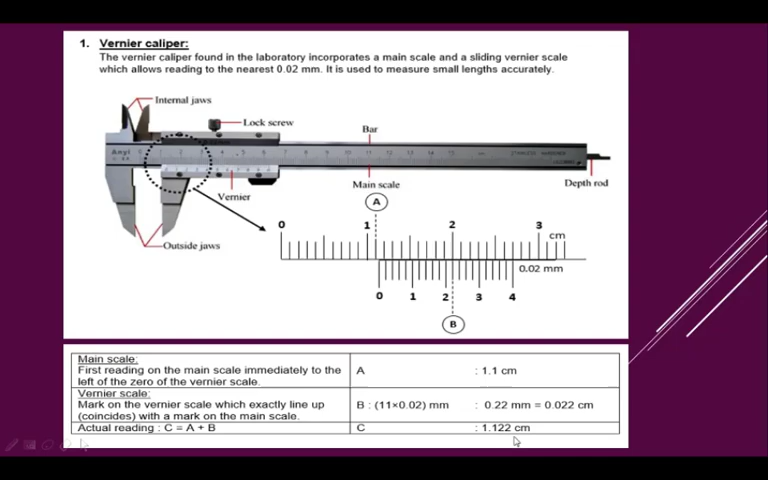 1. Vernier caliper:
The vernier caliper found in the laboratory incorporates a main scale and a sliding vernier scale
which allows reading to the nearest 0.02 mm. It is used to measure small lengths accurately.
Internal jaws
Lock screw
Bar
Vernier
Main scale
Depth rod
Outside jaws
A
0 1 2 3
cm
0.02 mm
0 1 2 3 4
B
Main scale:
First reading on the main scale immediately to the
left of the zero of the vernier scale.
A : 1.1 cm
Vernier scale:
Mark on the vernier scale which exactly line up
(coincides) with a mark on the main scale.
B : (11×0.02) mm : 0.22 mm = 0.022 cm
Actual reading : C = A + B
C : 1.122 cm